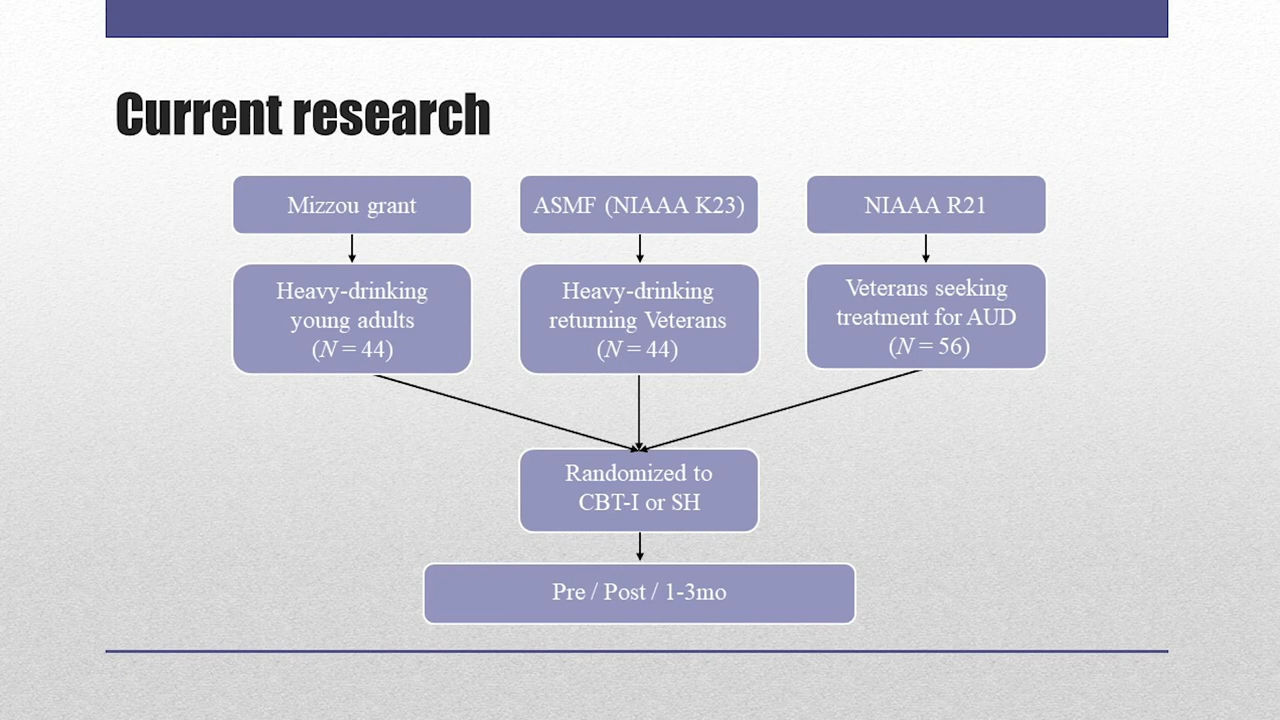 Current research
Mizzou grant
ASMF (NIAAA K23)
NIAAA R21
Heavy-drinking
young adults
(N = 44)
Heavy-drinking
returning Veterans
(N = 44)
Veterans seeking
treatment for AUD
(N = 56)
Randomized to
CBT-I or SH
Pre / Post / 1-3mo